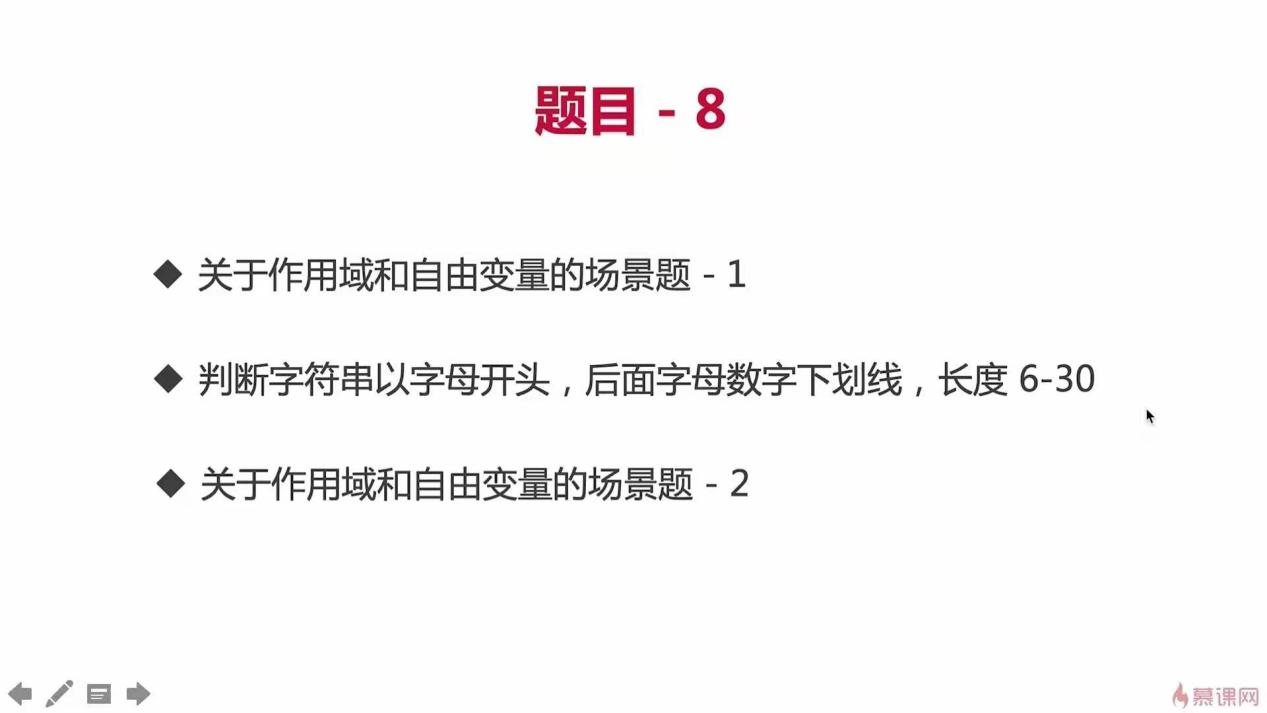 题目 - 8
◆ 关于作用域和自由变量的场景题 - 1
◆ 判断字符串以字母开头，后面字母数字下划线，长度 6-30
◆ 关于作用域和自由变量的场景题 - 2
慕课网